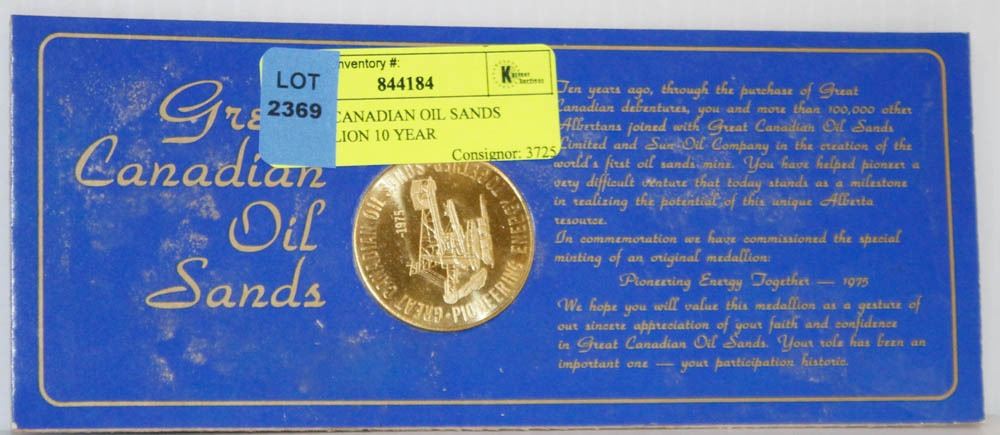 Great
Canadian
Oil
Sands
LOT
2369
Inventory #:
844184
CANADIAN OIL SANDS
LION 10 YEAR
Consignor: 3725
GREAT CANADIAN OIL SANDS
PIONEERING ENERGY TOGETHER
1975
Ten years ago, through the purchase of Great
Canadian debentures, you and more than 100,000 other
Albertans joined with Great Canadian Oil Sands
Limited and Sun Oil Company in the creation of the
world's first oil sands mine. You have helped pioneer a
very difficult venture that today stands as a milestone
in realizing the potential of this unique Alberta
resource.
In commemoration we have commissioned the special
minting of an original medallion:
Pioneering Energy Together — 1975
We hope you will value this medallion as a gesture of
our sincere appreciation of your faith and confidence
in Great Canadian Oil Sands. Your role has been an
important one — your participation historic.